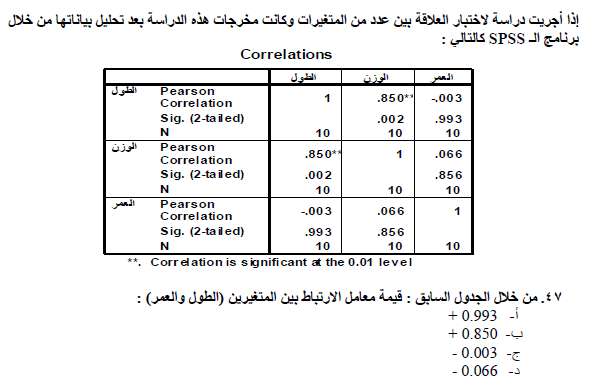 إذا أجريت دراسة لاختبار العلاقة بين عدد من المتغيرات وكانت مخرجات هذه الدراسة بعد تحليل بياناتها من خلال
برنامج الـ SPSS كالتالي :
Correlations
الطول الوزن العمر
الطول Pearson Correlation 1 .850** -.003
Sig. (2-tailed) .002 .993
N 10 10 10
الوزن Pearson Correlation .850** 1 .066
Sig. (2-tailed) .002 .856
N 10 10 10
العمر Pearson Correlation -.003 .066 1
Sig. (2-tailed) .993 .856
N 10 10 10
**. Correlation is significant at the 0.01 level
٤٧. من خلال الجدول السابق : قيمة معامل الارتباط بين المتغيرين (الطول والعمر) :
أ- 0.993 +
ب- 0.850 +
ج- 0.003 -
د- 0.066 -